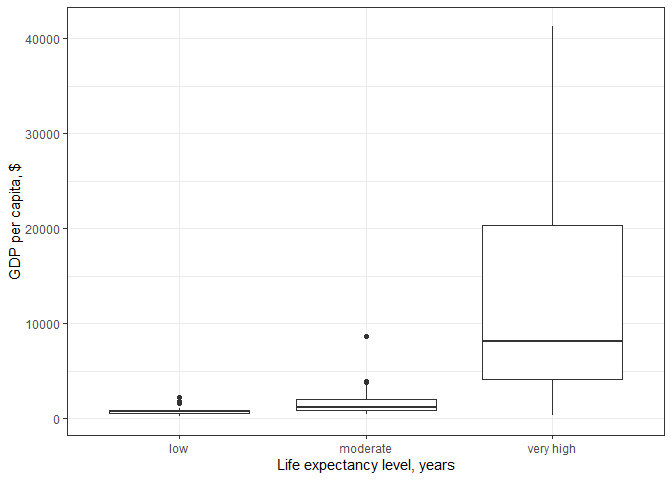 GDP per capita, $
40000
30000
20000
10000
0
low moderate very high
Life expectancy level, years